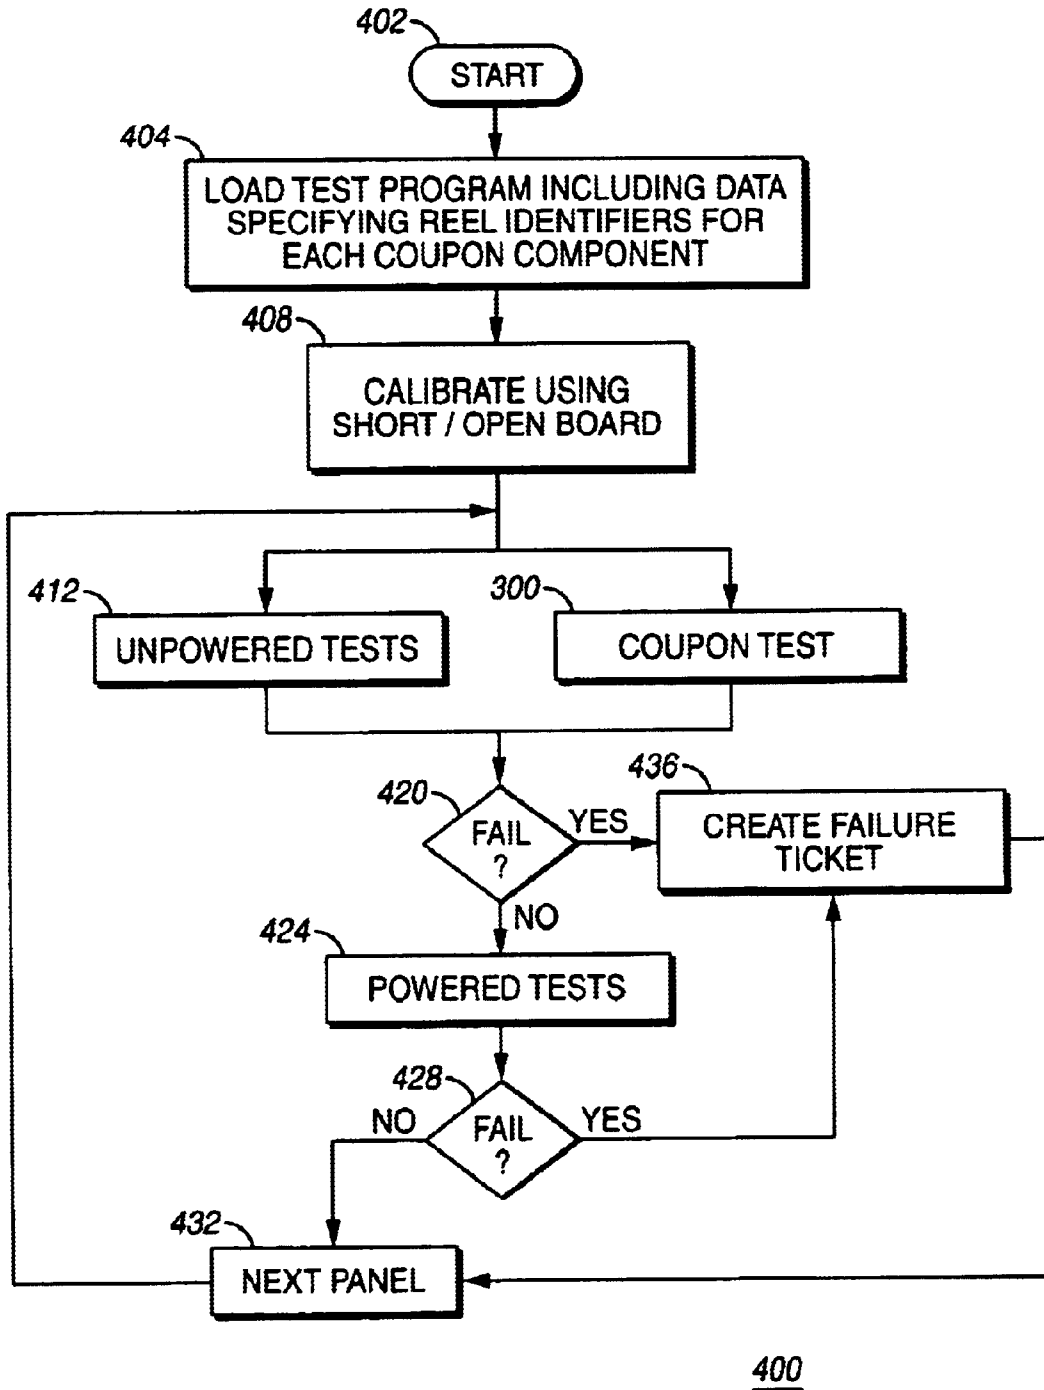 402
START
404
LOAD TEST PROGRAM INCLUDING DATA
SPECIFYING REEL IDENTIFIERS FOR
EACH COUPON COMPONENT
408
CALIBRATE USING
SHORT / OPEN BOARD
412
UNPOWERED TESTS
300
COUPON TEST
420
FAIL
?
YES
436
CREATE FAILURE
TICKET
NO
424
POWERED TESTS
428
NO
FAIL
?
YES
432
NEXT PANEL
400